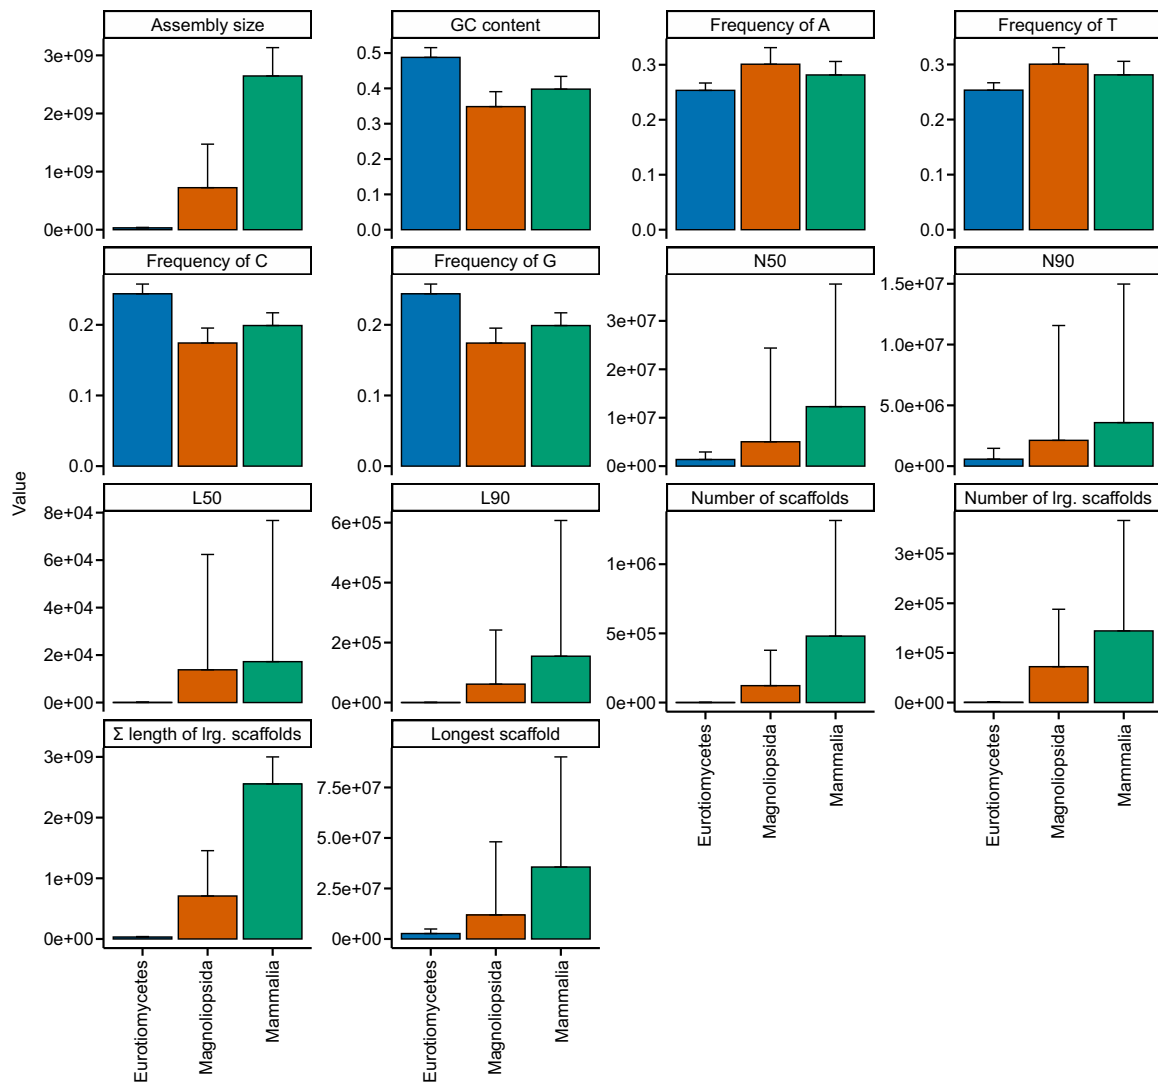 Assembly size
GC content
Frequency of A
Frequency of T
3e+09
2e+09
1e+09
0e+00
0.5
0.4
0.3
0.2
0.1
0.0
0.3
0.2
0.1
0.0
0.3
0.2
0.1
0.0
Frequency of C
Frequency of G
N50
N90
0.2
0.1
0.0
0.2
0.1
0.0
3e+07
2e+07
1e+07
0e+00
1.5e+07
1.0e+07
5.0e+06
0e+00
Value
L50
L90
Number of scaffolds
Number of lrg. scaffolds
8e+04
6e+04
4e+04
2e+04
0e+00
6e+05
4e+05
2e+05
0e+00
1e+06
5e+05
0e+00
3e+05
2e+05
1e+05
0e+00
Σ length of lrg. scaffolds
Longest scaffold
3e+09
2e+09
1e+09
0e+00
7.5e+07
5.0e+07
2.5e+07
0e+00
Eurotiomycetes
Magnoliopsida
Mammalia
Eurotiomycetes
Magnoliopsida
Mammalia
Eurotiomycetes
Magnoliopsida
Mammalia
Eurotiomycetes
Magnoliopsida
Mammalia